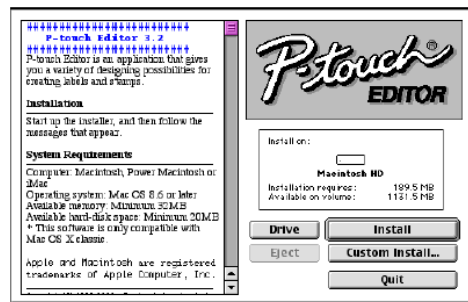 ########################
P-touch Editor 3.2
########################
P-touch Editor is an application that gives
you a variety of designing possibilities for
creating labels and stamps.
Installation
Start up the installer, and then follow the
messages that appear.
System Requirements
Computer: Macintosh, Power Macintosh or
iMac
Operating system: Mac OS 8.6 or later
Available memory: Minimum 32MB
Available hard-disk space: Minimum 20MB
* This software is only compatible with
Mac OS X classic.
Apple and Macintosh are registered
trademarks of Apple Computer, Inc.
P-touch®
EDITOR
Install on:
Macintosh HD
Installation requires: 189.5 MB
Available on volume: 1131.5 MB
Drive
Install
Eject
Custom Install...
Quit